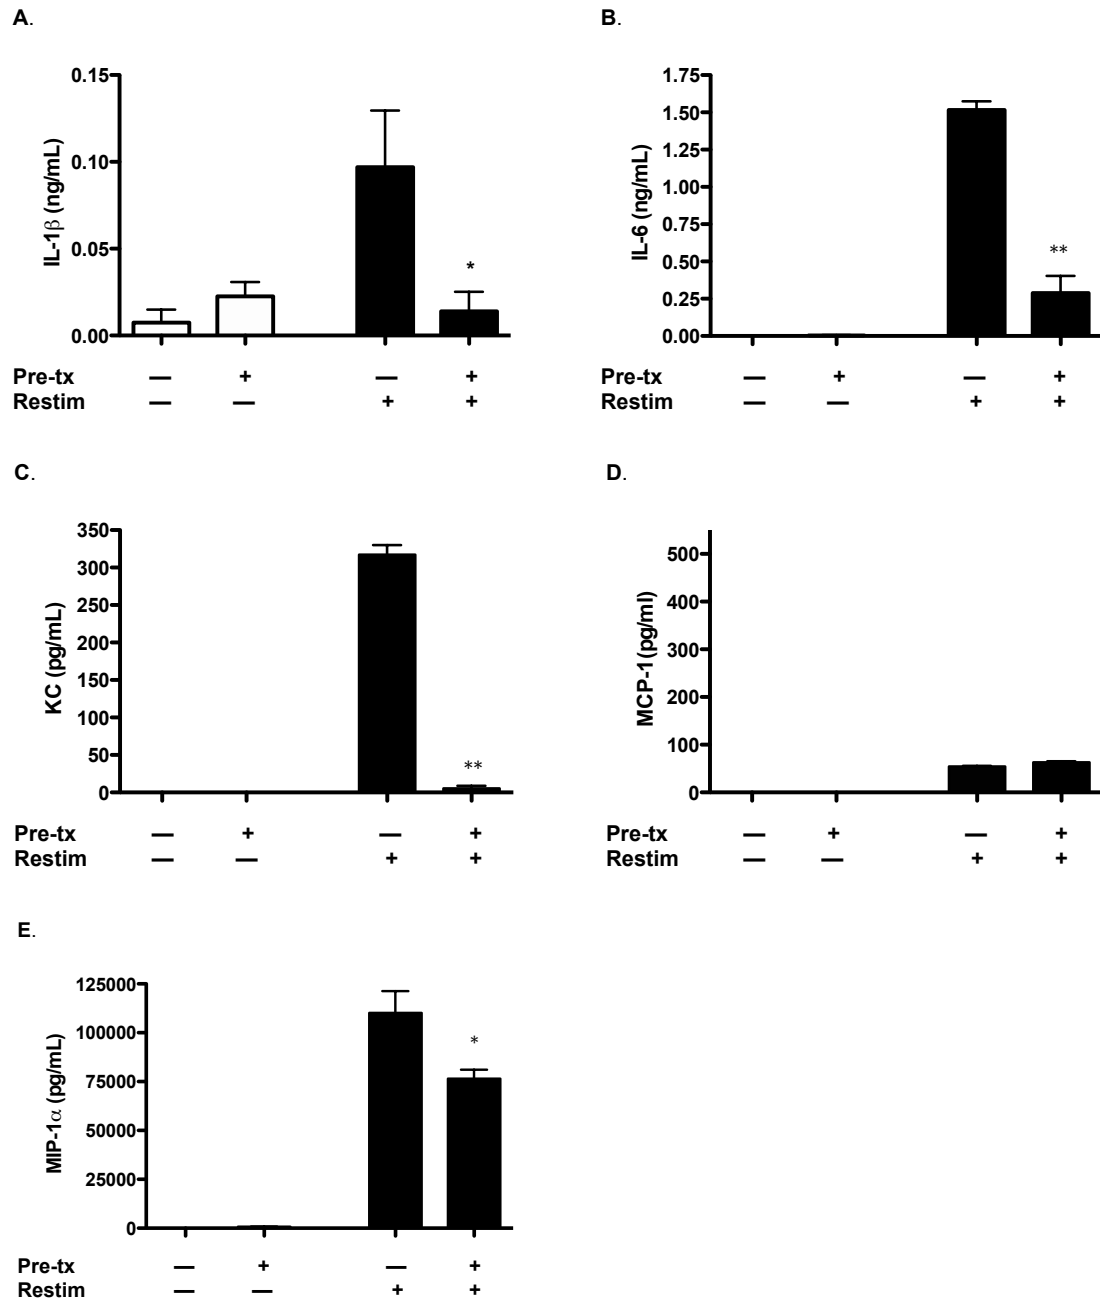 A.
0.15
0.10
0.05
0.00
IL-1β (ng/mL)
*
Pre-tx — + — +
Restim — — + +
B.
1.75
1.50
1.25
1.00
0.75
0.50
0.25
0.00
IL-6 (ng/mL)
**
Pre-tx — + — +
Restim — — + +
C.
350
300
250
200
150
100
50
0
KC (pg/mL)
**
Pre-tx — + — +
Restim — — + +
D.
500
400
300
200
100
0
MCP-1(pg/ml)
Pre-tx — + — +
Restim — — + +
E.
125000
100000
75000
50000
25000
0
MIP-1α (pg/mL)
*
Pre-tx — + — +
Restim — — + +